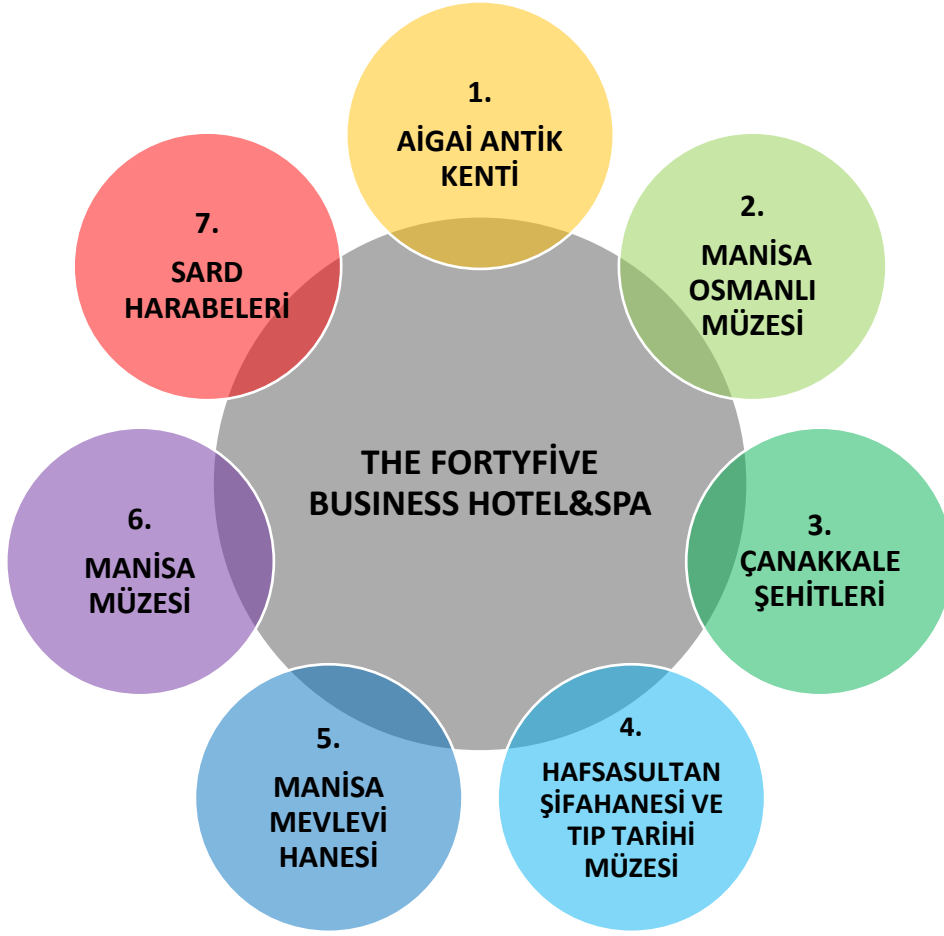 1.
AİGAİ ANTİK
KENTİ
2.
MANİSA
OSMANLI
MÜZESİ
3.
ÇANAKKALE
ŞEHİTLERİ
4.
HAFSASULTAN
ŞİFAHANESİ VE
TIP TARİHİ
MÜZESİ
5.
MANİSA
MEVLEVİ
HANESİ
6.
MANİSA
MÜZESİ
7.
SARD
HARABELERİ
THE FORTYFİVE
BUSINESS HOTEL&SPA